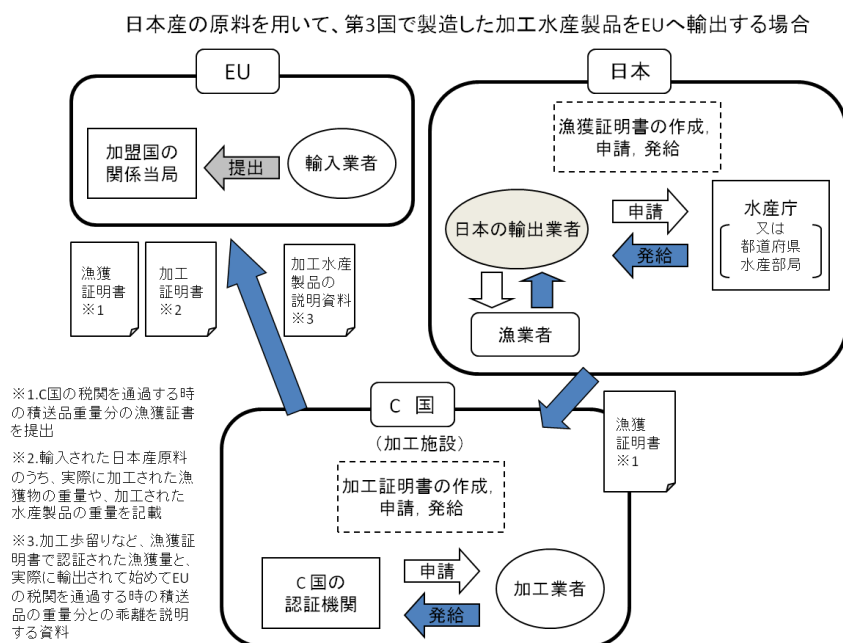 日本産の原料を用いて、第3国で製造した加工水産製品をEUへ輸出する場合
EU
加盟国の
関係当局
提出
輸入業者
日本
漁獲証明書の作成,
申請, 発給
日本の輸出業者
申請
発給
水産庁
又は
都道府県
水産部局
漁業者
漁獲
証明書
※1
加工
証明書
※2
加工水産
製品の
説明資料
※3
※1.C国の税関を通過する時
の積送品重量分の漁獲証書
を提出
※2.輸入された日本産原料
のうち、実際に加工された漁
獲物の重量や、加工された
水産製品の重量を記載
※3.加工歩留りなど、漁獲証
明書で認証された漁獲量と、
実際に輸出されて始めてEU
の税関を通過する時の積送
品の重量分との乖離を説明
する資料
C 国
(加工施設)
加工証明書の作成,
申請, 発給
C国の
認証機関
申請
発給
加工業者
漁獲
証明書
※1